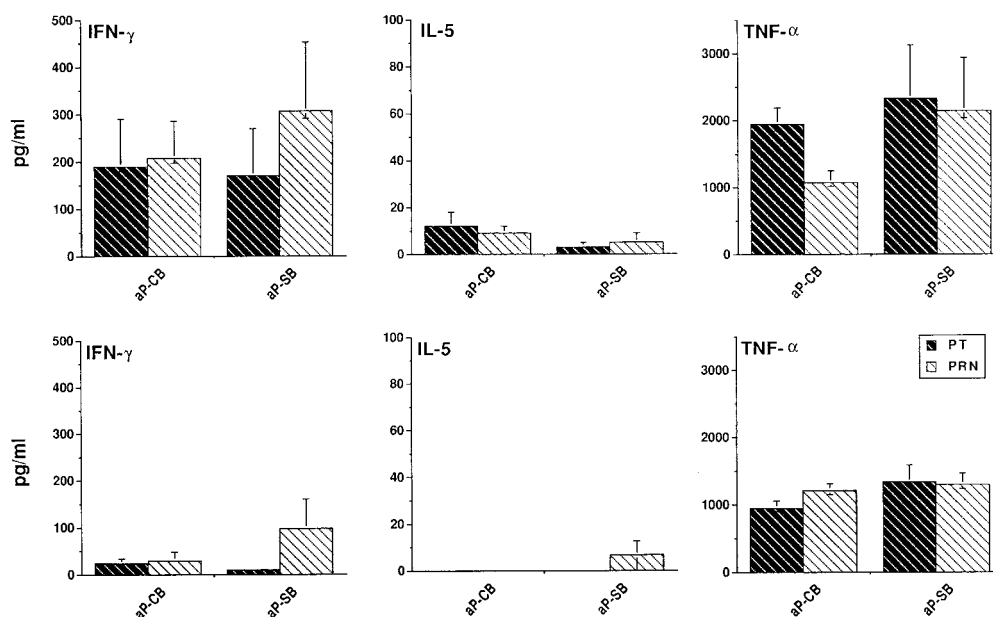 IFN-γ
IL-5
TNF-α
500
400
300
200
100
0
pg/ml
100
80
60
40
20
0
3000
2000
1000
0
aP-CB
aP-SB
aP-CB
aP-SB
aP-CB
aP-SB
IFN-γ
IL-5
TNF-α
500
400
300
200
100
0
pg/ml
100
80
60
40
20
0
3000
2000
1000
0
PT
PRN
aP-CB
aP-SB
aP-CB
aP-SB
aP-CB
aP-SB